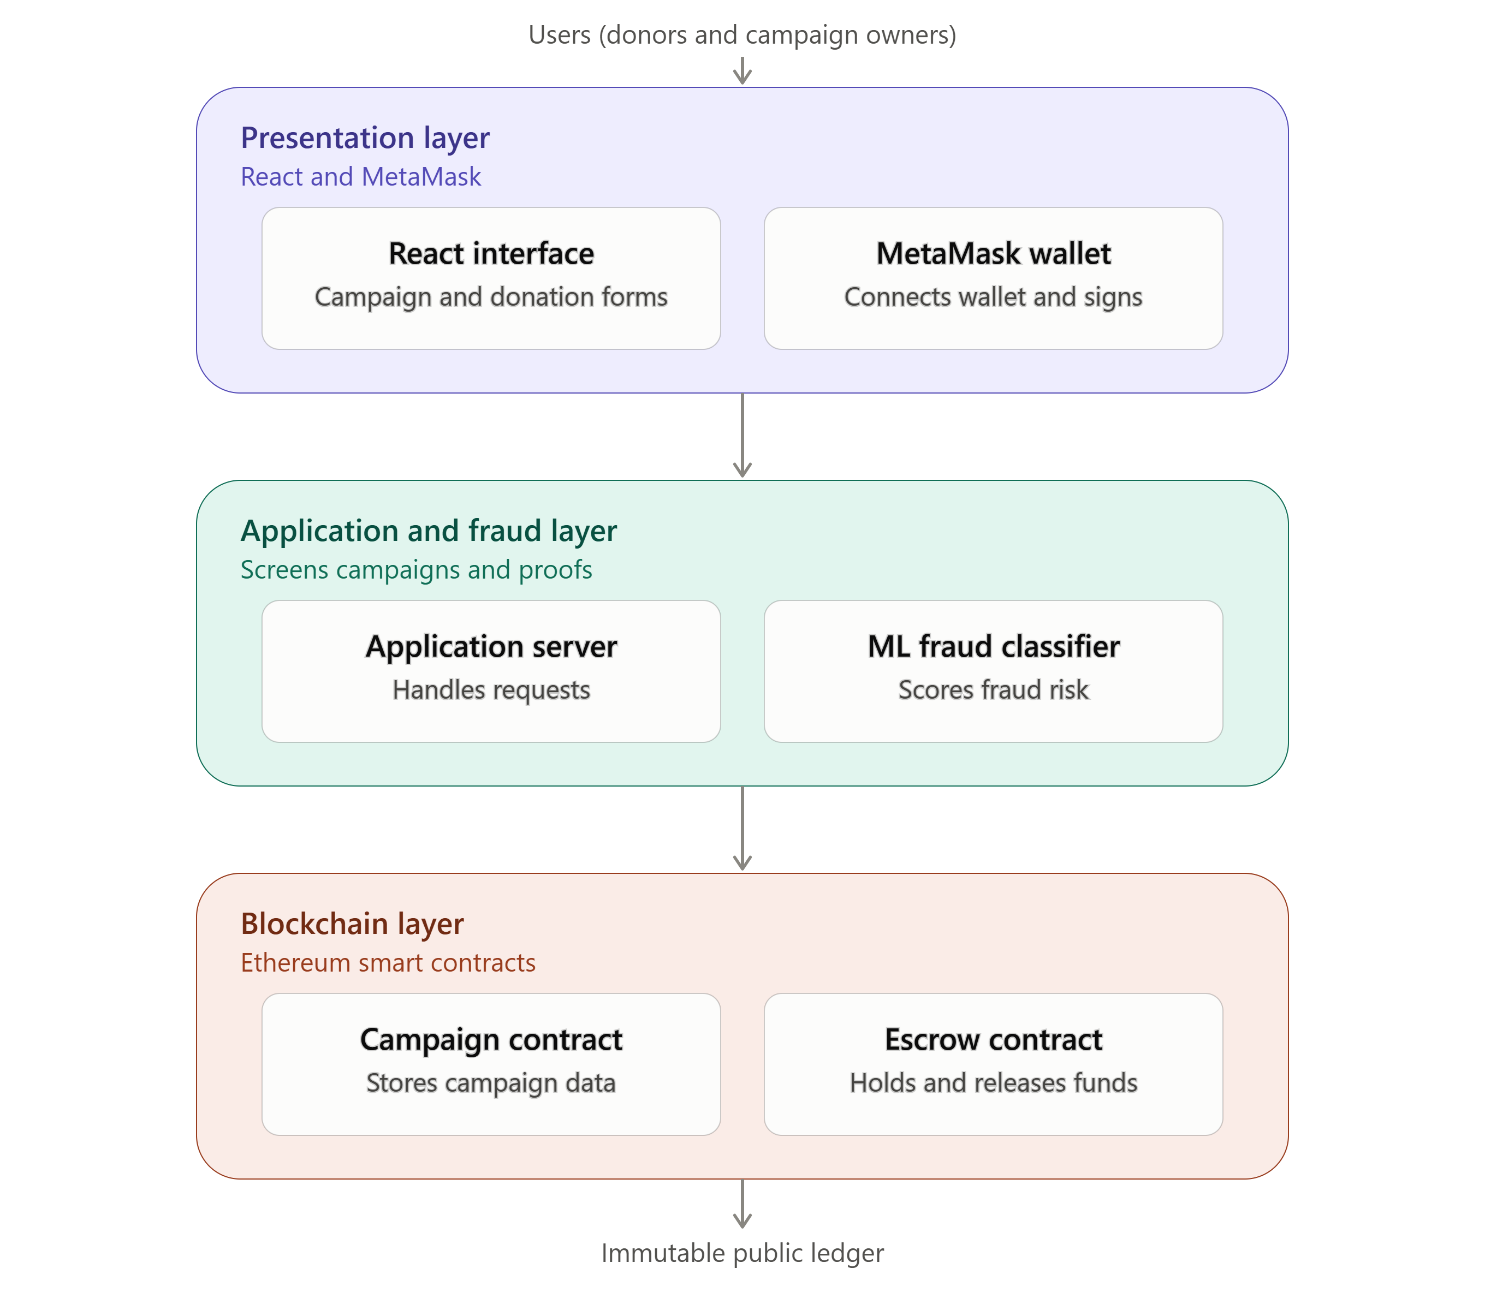 Users (donors and campaign owners)
Presentation layer
React and MetaMask
React interface
Campaign and donation forms
MetaMask wallet
Connects wallet and signs
Application and fraud layer
Screens campaigns and proofs
Application server
Handles requests
ML fraud classifier
Scores fraud risk
Blockchain layer
Ethereum smart contracts
Campaign contract
Stores campaign data
Escrow contract
Holds and releases funds
Immutable public ledger